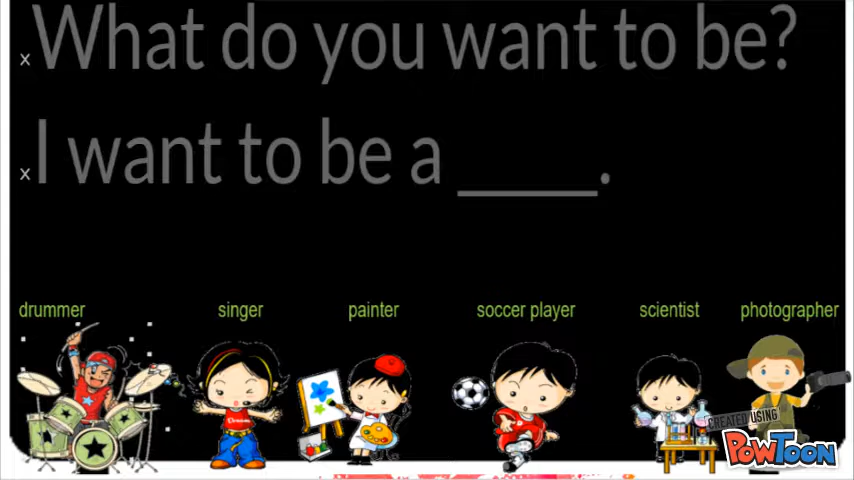 x What do you want to be?
x I want to be a _____.
drummer singer painter soccer player scientist photographer
CREATED USING
PowToon